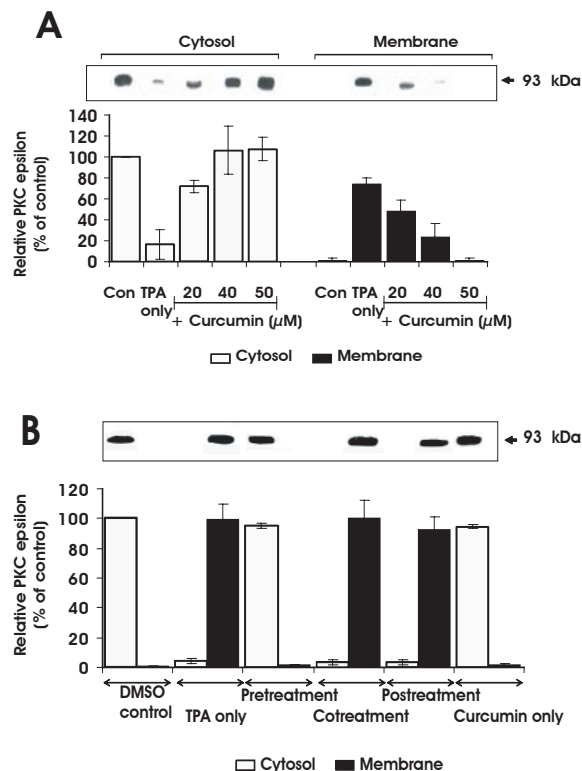 A
Cytosol Membrane
93 kDa
Relative PKC epsilon
(% of control)
140
120
100
80
60
40
20
0
Con TPA only 20 40 50 Con TPA only 20 40 50
+ Curcumin (µM) + Curcumin (µM)
Cytosol Membrane
B
93 kDa
Relative PKC epsilon
(% of control)
120
100
80
60
40
20
0
DMSO control
TPA only
Pretreatment
Cotreatment
Postreatment
Curcumin only
Cytosol Membrane